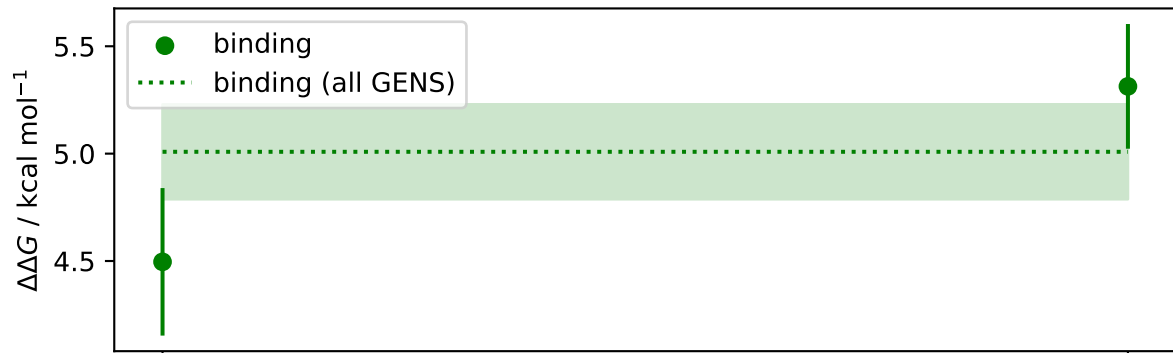 5.5
5.0
4.5
ΔΔG / kcal mol⁻¹
binding
binding (all GENS)